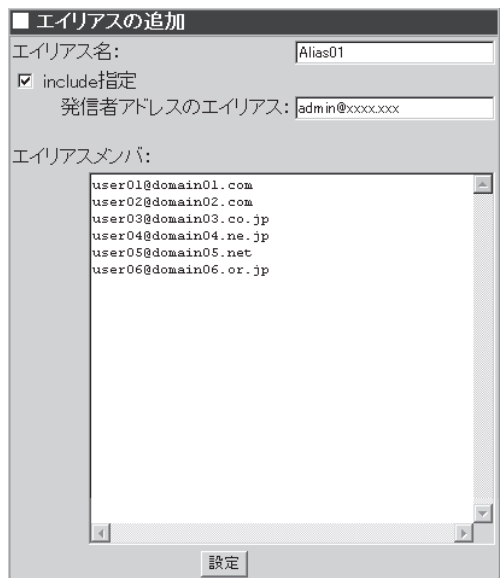 ■ エイリアスの追加
エイリアス名: Alias01
include指定
発信者アドレスのエイリアス: admin@xxxx.xxx
エイリアスメンバ:
user01@domain01.com
user02@domain02.com
user03@domain03.co.jp
user04@domain04.ne.jp
user05@domain05.net
user06@domain06.or.jp
設定